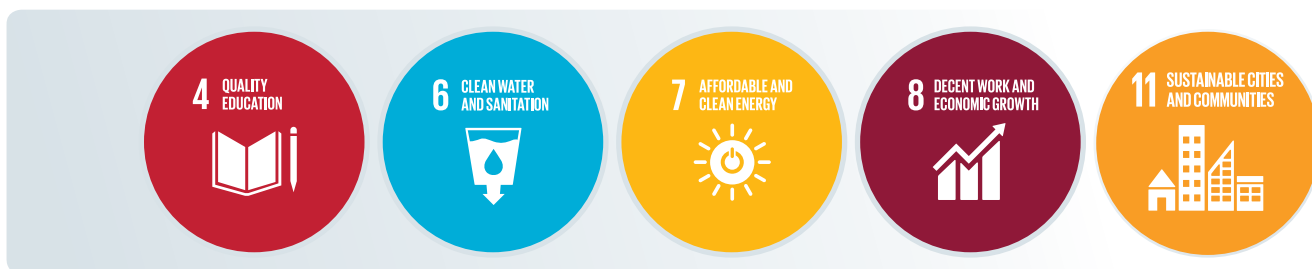 4 QUALITY
EDUCATION
6 CLEAN WATER
AND SANITATION
7 AFFORDABLE AND
CLEAN ENERGY
8 DECENT WORK AND
ECONOMIC GROWTH
11 SUSTAINABLE CITIES
AND COMMUNITIES